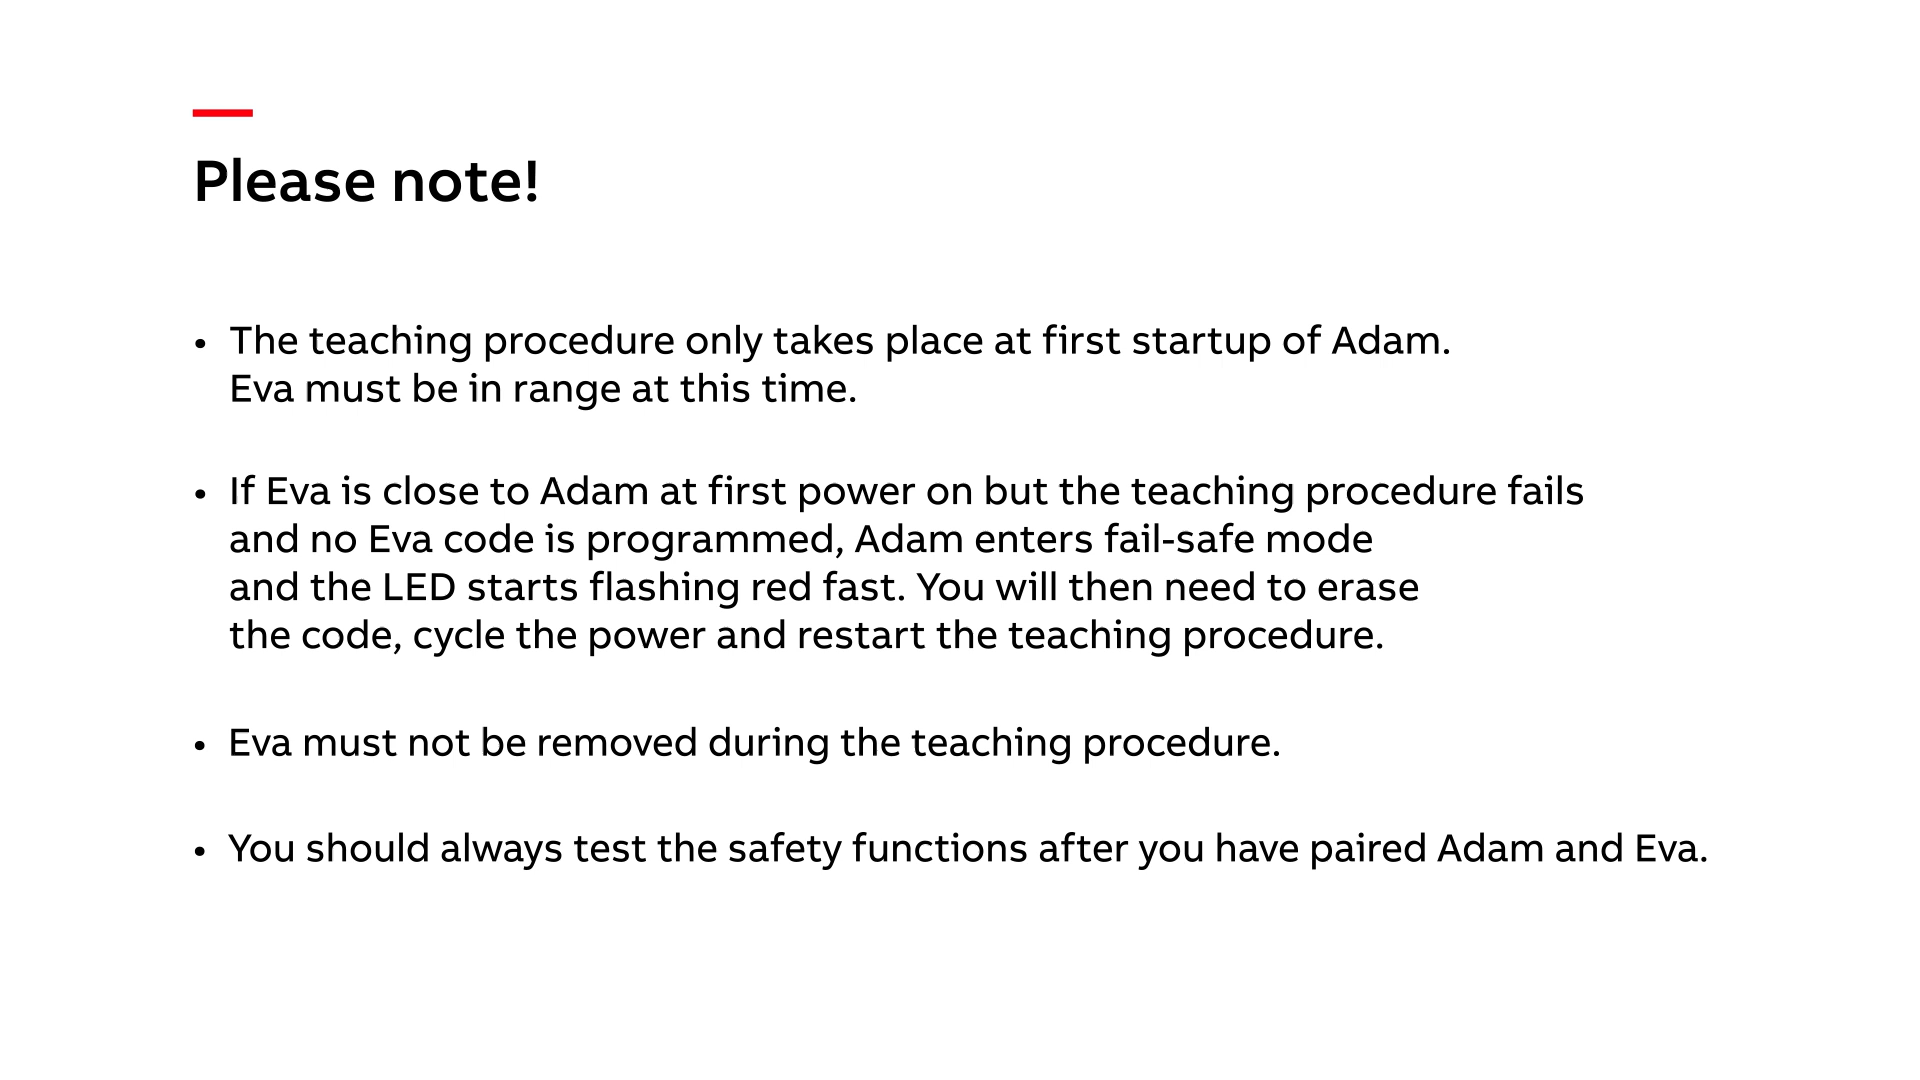 Please note!
• The teaching procedure only takes place at first startup of Adam.
Eva must be in range at this time.
• If Eva is close to Adam at first power on but the teaching procedure fails
and no Eva code is programmed, Adam enters fail-safe mode
and the LED starts flashing red fast. You will then need to erase
the code, cycle the power and restart the teaching procedure.
• Eva must not be removed during the teaching procedure.
• You should always test the safety functions after you have paired Adam and Eva.